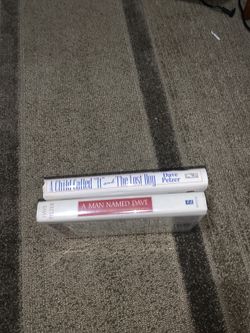 A Child Called "It" and The Lost Boy
Dave
Pelzer
A MAN NAMED DAVE